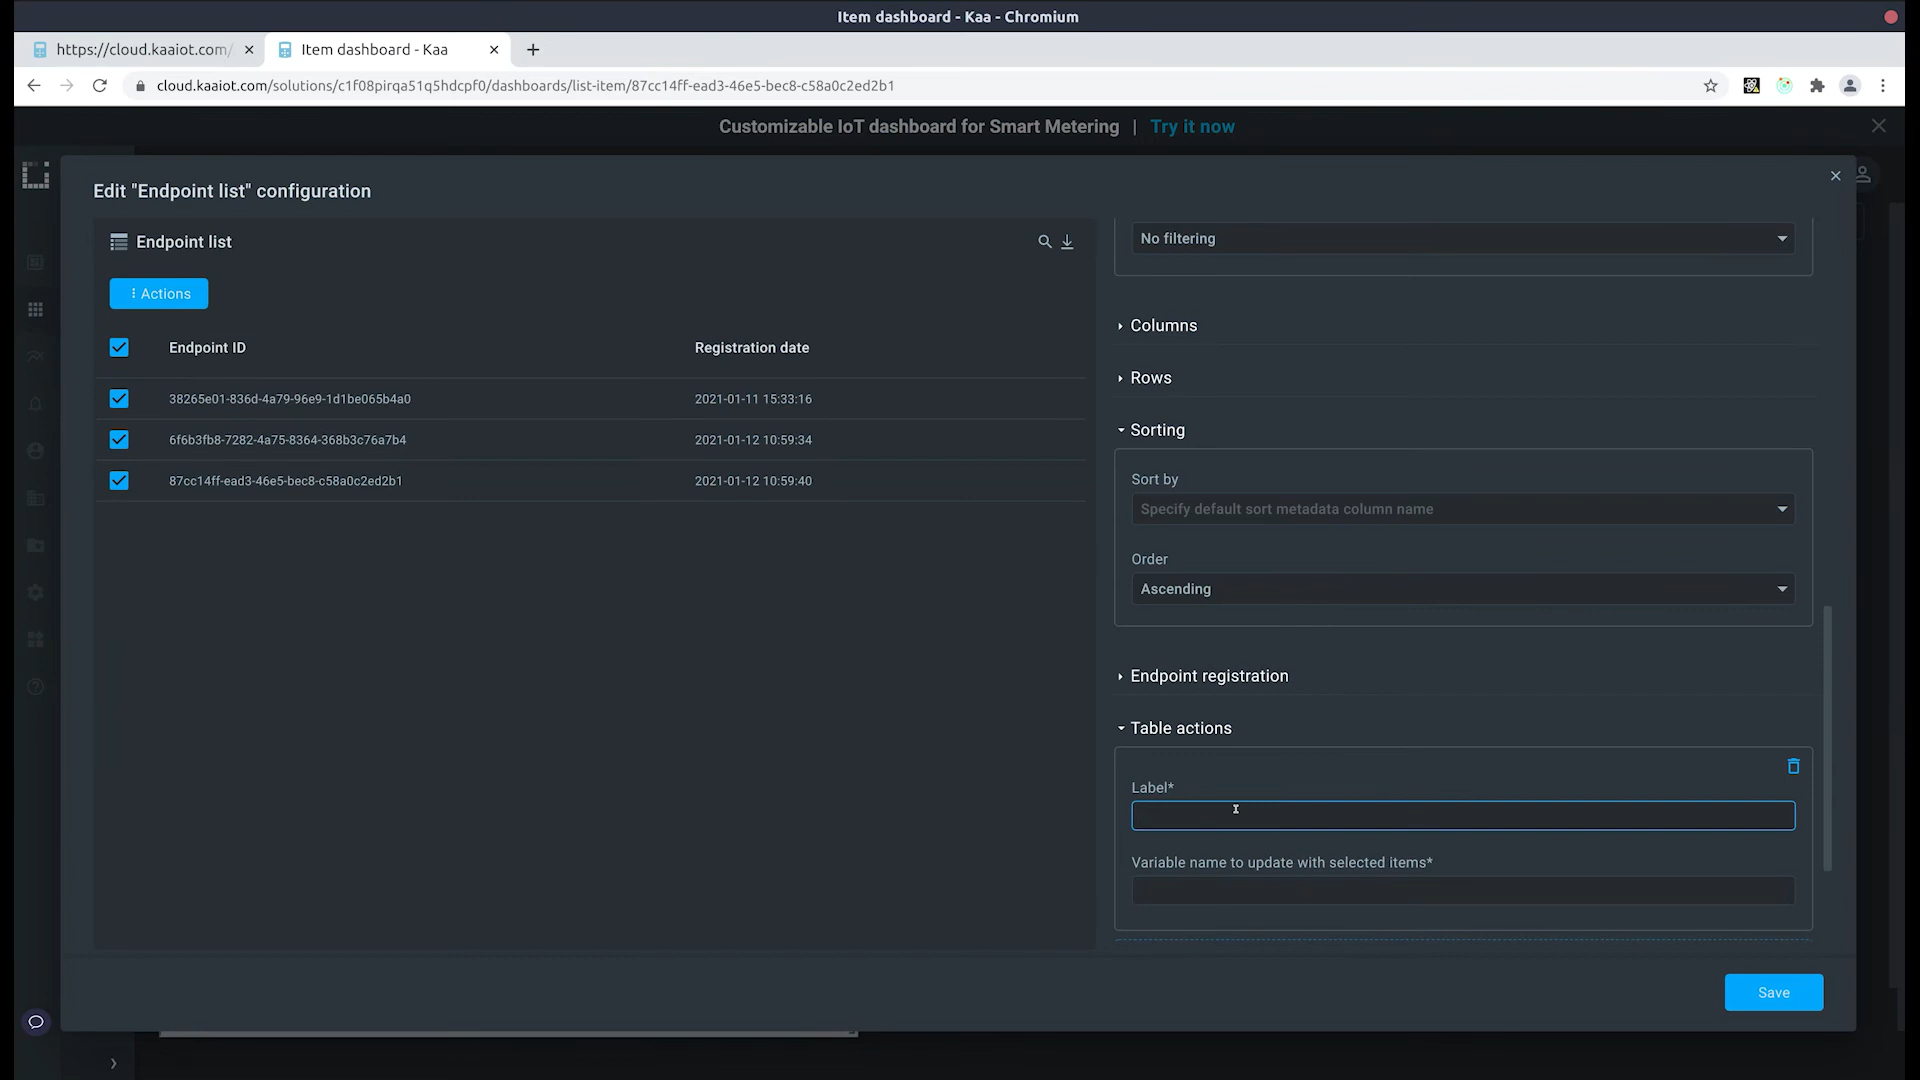 Item dashboard - Kaa - Chromium
https://cloud.kaaiot.com/
Item dashboard - Kaa
cloud.kaaiot.com/solutions/c1f08pirqa51q5hdcpf0/dashboards/list-item/87cc14ff-ead3-46e5-bec8-c58a0c2ed2b1
Customizable IoT dashboard for Smart Metering | Try it now
Edit "Endpoint list" configuration
Endpoint list
Actions
Endpoint ID Registration date
38265e01-836d-4a79-96e9-1d1be065b4a0 2021-01-11 15:33:16
6f6b3fb8-7282-4a75-8364-368b3c76a7b4 2021-01-12 10:59:34
87cc14ff-ead3-46e5-bec8-c58a0c2ed2b1 2021-01-12 10:59:40
No filtering
Columns
Rows
Sorting
Sort by
Specify default sort metadata column name
Order
Ascending
Endpoint registration
Table actions
Label*
Variable name to update with selected items*
Save